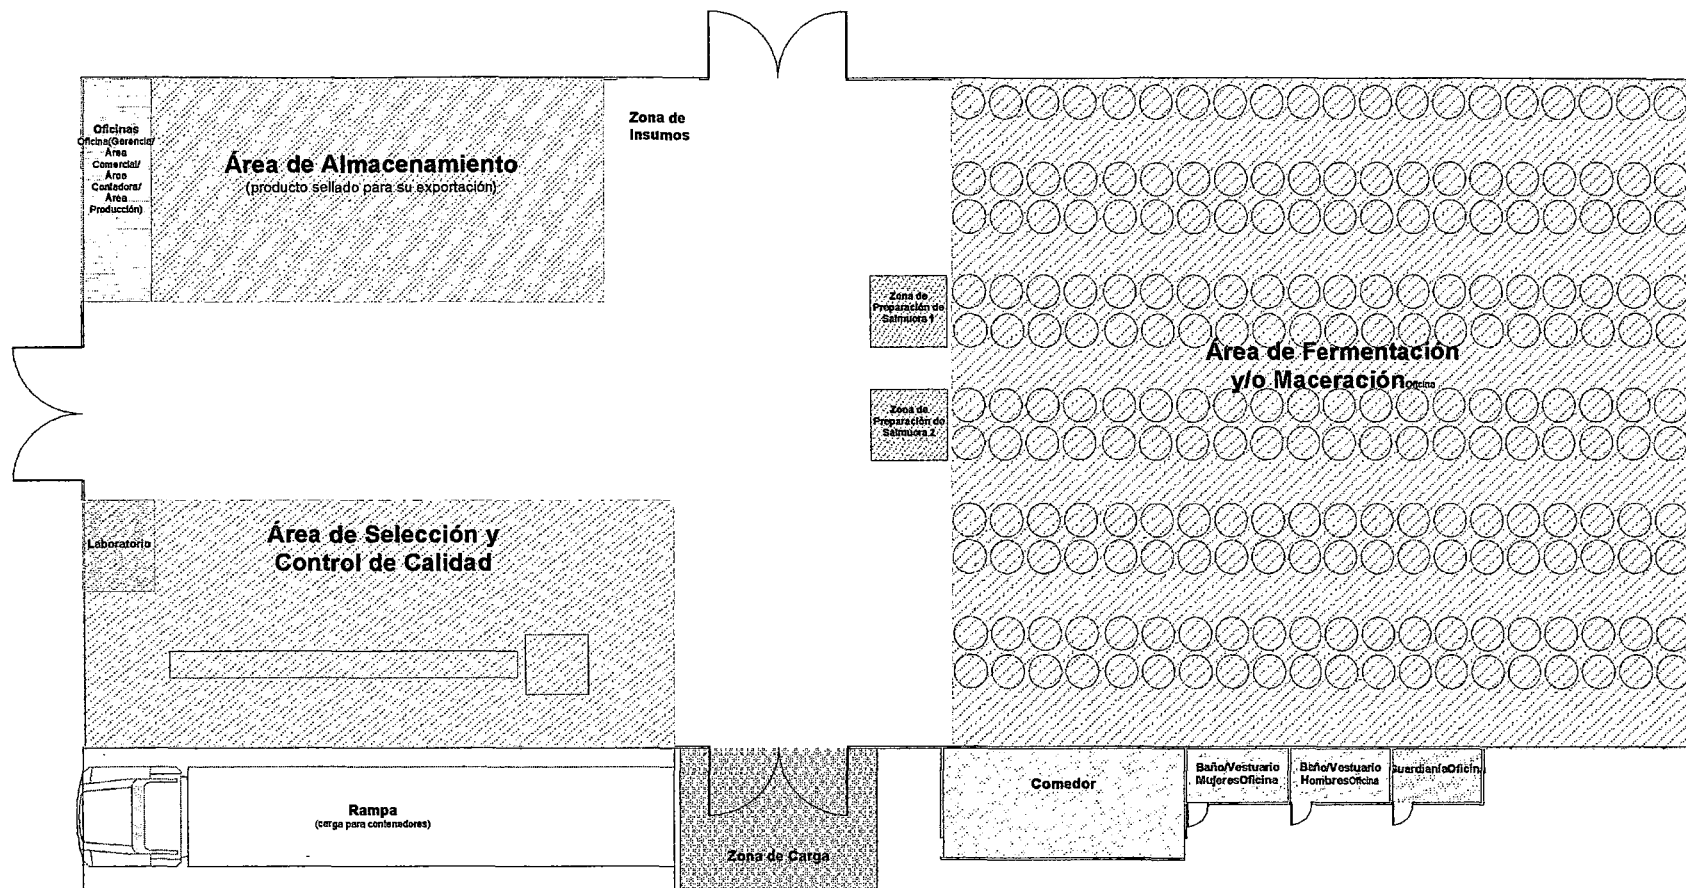 Oficinas
Oficina(Gerencia/
Área
Comercial/
Área
Contadora/
Área
Producción)
Área de Almacenamiento
(producto sellado para su exportación)
Zona de
Insumos
Zona de
Preparación de
Salmuera 1
Zona de
Preparación de
Salmuera 2
Área de Fermentación
y/o Maceración Oficina
Laboratorio
Área de Selección y
Control de Calidad
Rampa
(carga para contenedores)
Zona de Carga
Comedor
Baño/Vestuario
MujeresOficina
Baño/Vestuario
HombresOficina
GuardianíaOficina